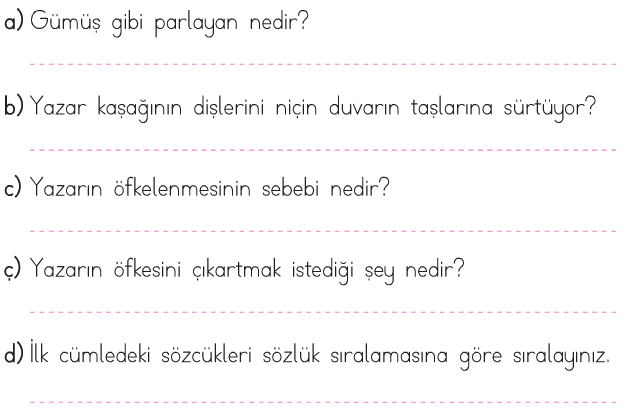 a) Gümüş gibi parlayan nedir?
b) Yazar kaşağının dişlerini niçin duvarın taşlarına sürtüyor?
c) Yazarın öfkelenmesinin sebebi nedir?
ç) Yazarın öfkesini çıkartmak istediği şey nedir?
d) İlk cümledeki sözcükleri sözlük sıralamasına göre sıralayınız.